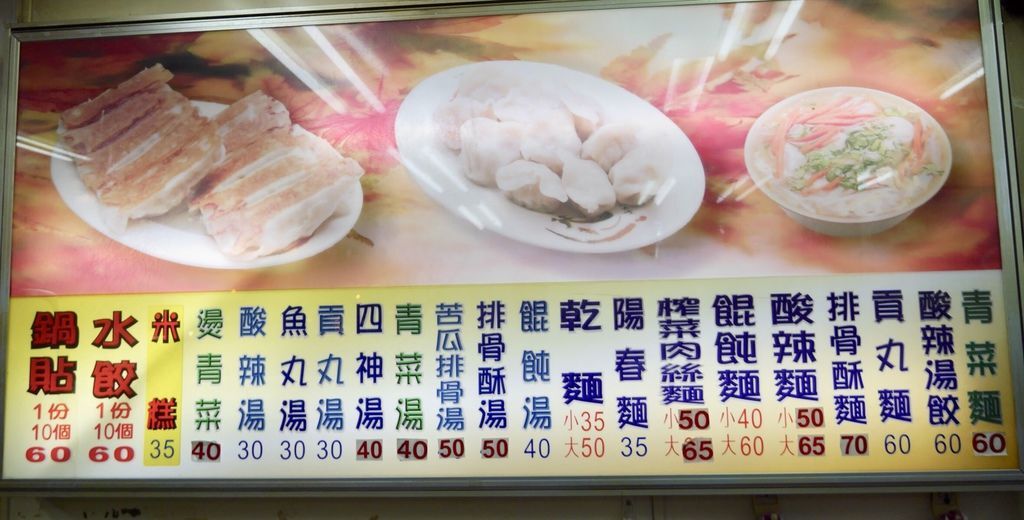 鍋貼 1份 10個 60
水餃 1份 10個 60
米糕 35
燙青菜 40
酸辣湯 30
魚丸湯 30
貢丸湯 30
四神湯 40
青菜湯 40
苦瓜排骨湯 50
排骨酥湯 50
餛飩湯 40
乾麵 小35 大50
陽春麵 35
榨菜肉絲麵 小50 大65
餛飩麵 小40 大60
酸辣麵 小50 大65
排骨酥麵 70
貢丸麵 60
酸辣湯餃 60
青菜麵 60